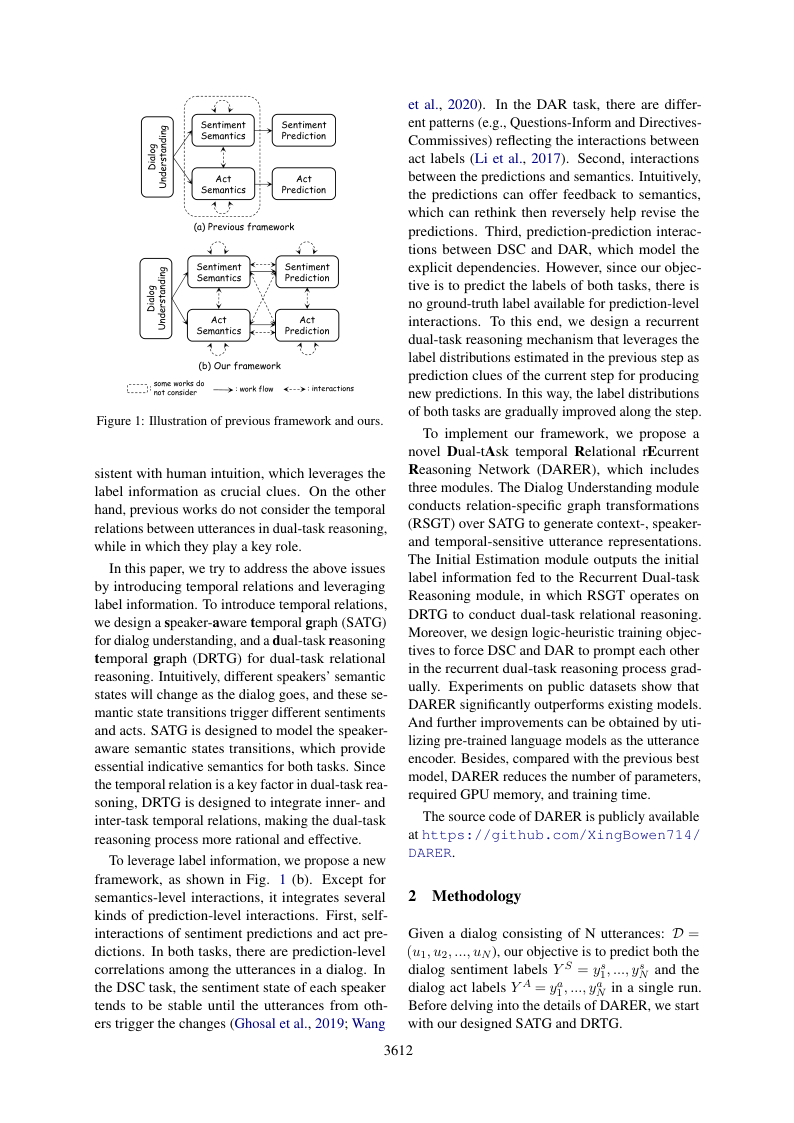 Dialog
Understanding
Sentiment
Semantics
Sentiment
Prediction
Act
Semantics
Act
Prediction
(a) Previous framework
Dialog
Understanding
Sentiment
Semantics
Sentiment
Prediction
Act
Semantics
Act
Prediction
(b) Our framework
: some works do
not consider
: work flow
: interactions
Figure 1: Illustration of previous framework and ours.
sistent with human intuition, which leverages the
label information as crucial clues. On the other
hand, previous works do not consider the temporal
relations between utterances in dual-task reasoning,
while in which they play a key role.
In this paper, we try to address the above issues
by introducing temporal relations and leveraging
label information. To introduce temporal relations,
we design a speaker-aware temporal graph (SATG)
for dialog understanding, and a dual-task reasoning
temporal graph (DRTG) for dual-task relational
reasoning. Intuitively, different speakers' semantic
states will change as the dialog goes, and these se-
mantic state transitions trigger different sentiments
and acts. SATG is designed to model the speaker-
aware semantic states transitions, which provide
essential indicative semantics for both tasks. Since
the temporal relation is a key factor in dual-task rea-
soning, DRTG is designed to integrate inner- and
inter-task temporal relations, making the dual-task
reasoning process more rational and effective.
To leverage label information, we propose a new
framework, as shown in Fig. 1 (b). Except for
semantics-level interactions, it integrates several
kinds of prediction-level interactions. First, self-
interactions of sentiment predictions and act pre-
dictions. In both tasks, there are prediction-level
correlations among the utterances in a dialog. In
the DSC task, the sentiment state of each speaker
tends to be stable until the utterances from oth-
ers trigger the changes (Ghosal et al., 2019; Wang
et al., 2020). In the DAR task, there are differ-
ent patterns (e.g., Questions-Inform and Directives-
Commissives) reflecting the interactions between
act labels (Li et al., 2017). Second, interactions
between the predictions and semantics. Intuitively,
the predictions can offer feedback to semantics,
which can rethink then reversely help revise the
predictions. Third, prediction-prediction interac-
tions between DSC and DAR, which model the
explicit dependencies. However, since our objec-
tive is to predict the labels of both tasks, there is
no ground-truth label available for prediction-level
interactions. To this end, we design a recurrent
dual-task reasoning mechanism that leverages the
label distributions estimated in the previous step as
prediction clues of the current step for producing
new predictions. In this way, the label distributions
of both tasks are gradually improved along the step.
To implement our framework, we propose a
novel Dual-tAsk temporal Relational rEcurrent
Reasoning Network (DARER), which includes
three modules. The Dialog Understanding module
conducts relation-specific graph transformations
(RSGT) over SATG to generate context-, speaker-
and temporal-sensitive utterance representations.
The Initial Estimation module outputs the initial
label information fed to the Recurrent Dual-task
Reasoning module, in which RSGT operates on
DRTG to conduct dual-task relational reasoning.
Moreover, we design logic-heuristic training objec-
tives to force DSC and DAR to prompt each other
in the recurrent dual-task reasoning process grad-
ually. Experiments on public datasets show that
DARER significantly outperforms existing models.
And further improvements can be obtained by uti-
lizing pre-trained language models as the utterance
encoder. Besides, compared with the previous best
model, DARER reduces the number of parameters,
required GPU memory, and training time.
The source code of DARER is publicly available
at https://github.com/XingBowen714/
DARER.
2 Methodology
Given a dialog consisting of N utterances: 𝒟 =
(u₁, u₂, ..., u_N), our objective is to predict both the
dialog sentiment labels Y^S = y₁^s, ..., y_N^s and the
dialog act labels Y^A = y₁^a, ..., y_N^a in a single run.
Before delving into the details of DARER, we start
with our designed SATG and DRTG.
3612